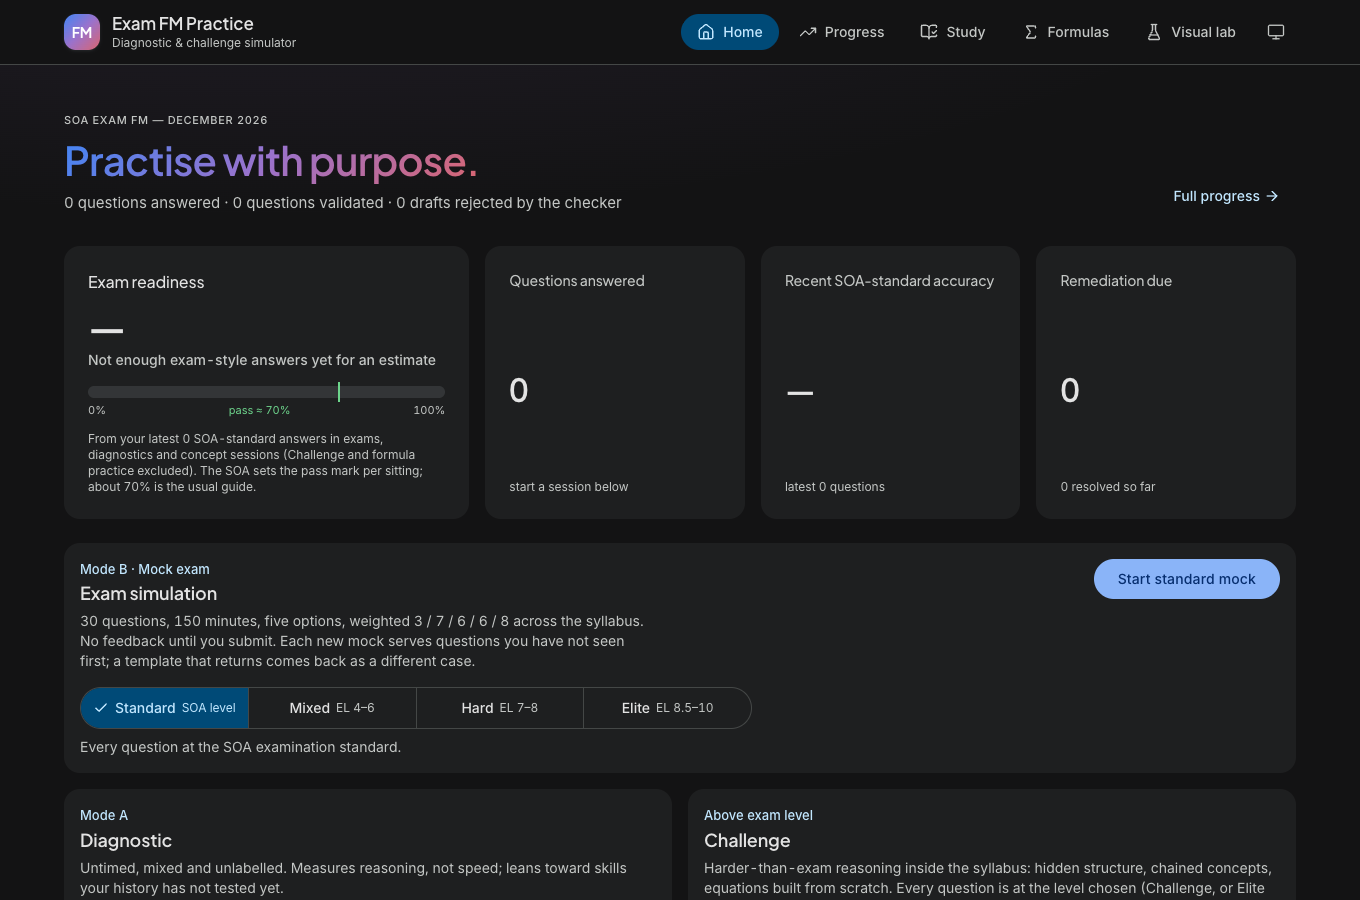 FM
Exam FM Practice
Diagnostic & challenge simulator
Home
Progress
Study
Formulas
Visual lab
SOA EXAM FM — DECEMBER 2026
Practise with purpose.
0 questions answered · 0 questions validated · 0 drafts rejected by the checker
Full progress →
Exam readiness
—
Not enough exam-style answers yet for an estimate
0%
pass ≈ 70%
100%
From your latest 0 SOA-standard answers in exams,
diagnostics and concept sessions (Challenge and formula
practice excluded). The SOA sets the pass mark per sitting;
about 70% is the usual guide.
Questions answered
0
start a session below
Recent SOA-standard accuracy
—
latest 0 questions
Remediation due
0
0 resolved so far
Mode B · Mock exam
Exam simulation
30 questions, 150 minutes, five options, weighted 3 / 7 / 6 / 6 / 8 across the syllabus.
No feedback until you submit. Each new mock serves questions you have not seen
first; a template that returns comes back as a different case.
Start standard mock
Standard SOA level
Mixed EL 4–6
Hard EL 7–8
Elite EL 8.5–10
Every question at the SOA examination standard.
Mode A
Diagnostic
Untimed, mixed and unlabelled. Measures reasoning, not speed; leans toward skills
your history has not tested yet.
Above exam level
Challenge
Harder-than-exam reasoning inside the syllabus: hidden structure, chained concepts,
equations built from scratch. Every question is at the level chosen (Challenge, or Elite